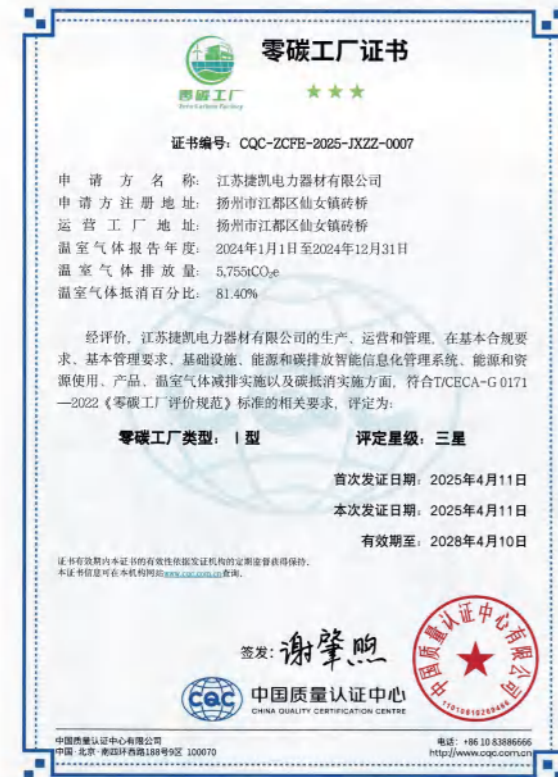 零碳工厂证书
零碳工厂
Zero Carbon Factory
证书编号：CQC-ZCFE-2025-JXZZ-0007
申请方名称：江苏捷凯电力器材有限公司
申请方注册地址：扬州市江都区仙女镇砖桥
运营工厂地址：扬州市江都区仙女镇砖桥
温室气体报告年度：2024年1月1日至2024年12月31日
温室气体排放量：5,755tCO₂e
温室气体抵消百分比：81.40%
经评价，江苏捷凯电力器材有限公司的生产、运营和管理，在基本合规要
求、基本管理要求、基础设施、能源和碳排放智能信息化管理系统、能源和资
源使用、产品、温室气体减排实施以及碳抵消实施方面，符合T/CECA-G 0171
—2022《零碳工厂评价规范》标准的相关要求，评定为：
零碳工厂类型：Ⅰ型 评定星级：三星
首次发证日期：2025年4月11日
本次发证日期：2025年4月11日
有效期至：2028年4月10日
证书有效期内本证书的有效性依据发证机构的定期监督获得保持。
本证书信息可在本机构网站www.cqc.com.cn查询。
签发：谢肇煦
CQC 中国质量认证中心
CHINA QUALITY CERTIFICATION CENTRE
中国质量认证中心有限公司
中国质量认证中心有限公司
中国·北京·南四环西路188号9区 100070
电话：+86 10 83886666
http://www.cqc.com.cn